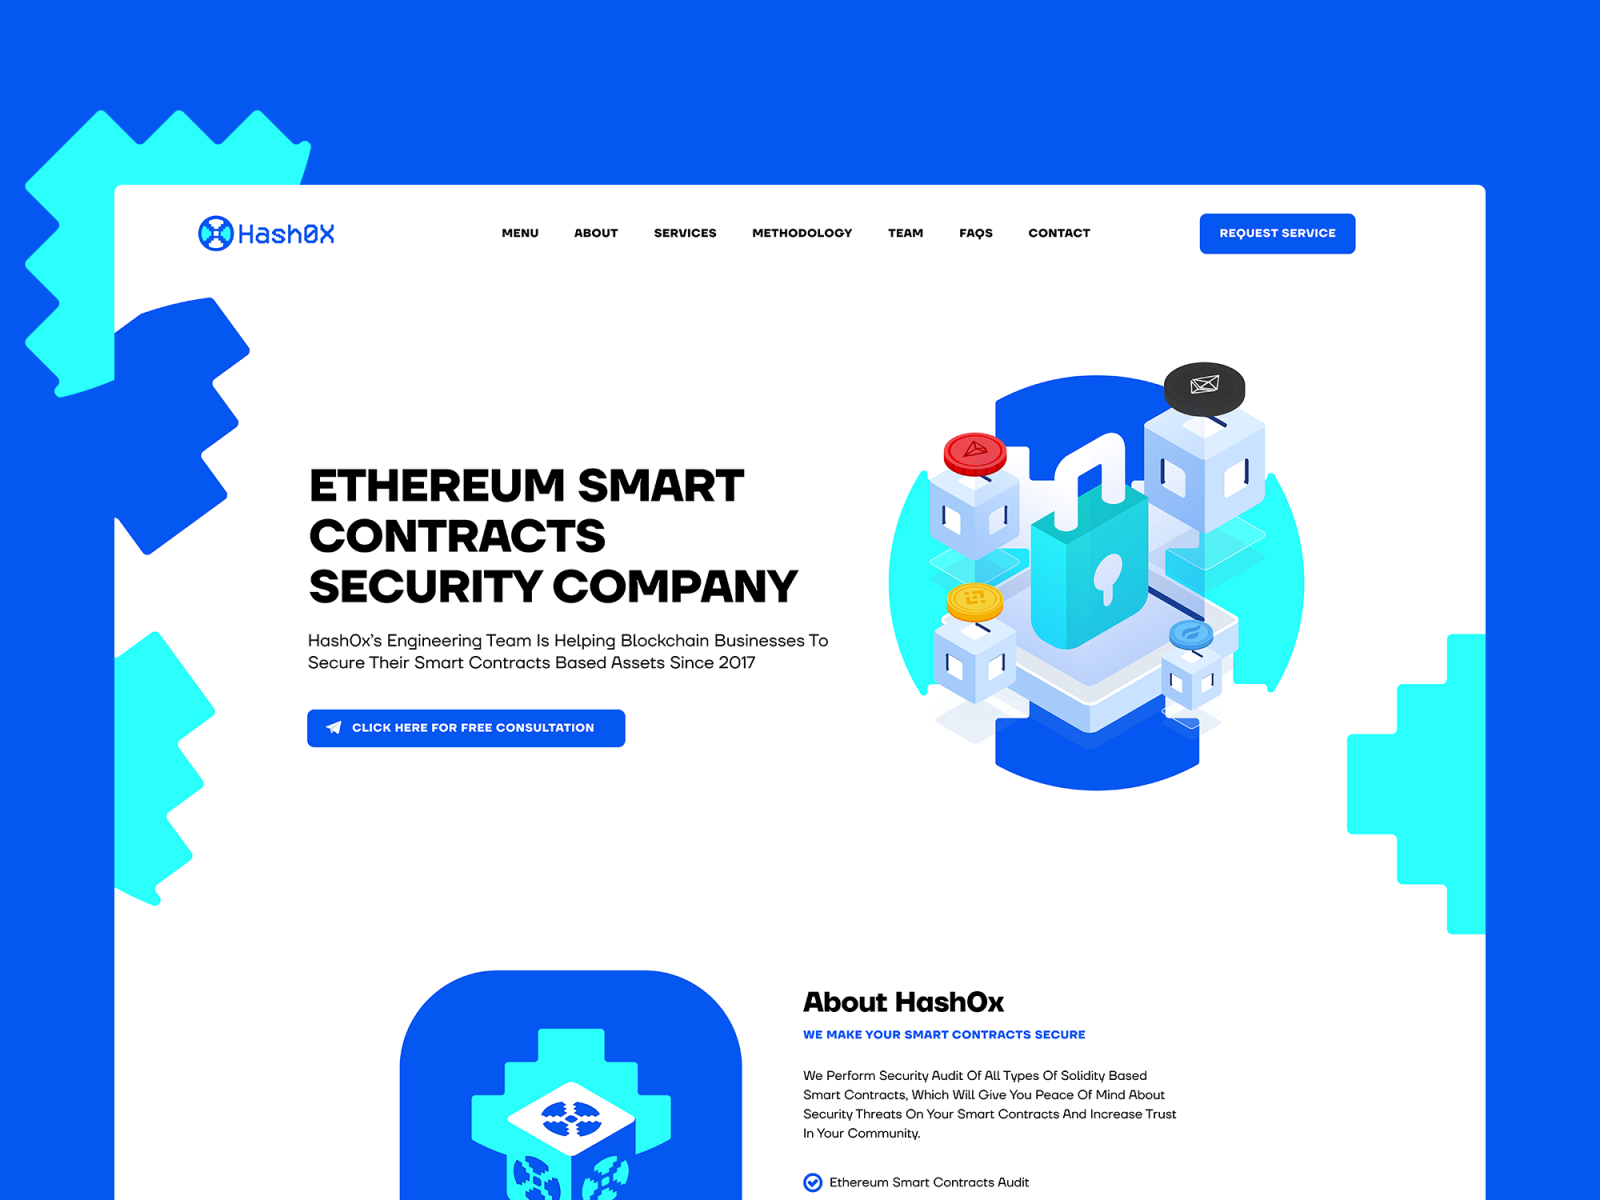 Hash0X
MENU ABOUT SERVICES METHODOLOGY TEAM FAQS CONTACT
REQUEST SERVICE
ETHEREUM SMART
CONTRACTS
SECURITY COMPANY
Hash0x’s Engineering Team Is Helping Blockchain Businesses To
Secure Their Smart Contracts Based Assets Since 2017
CLICK HERE FOR FREE CONSULTATION
About Hash0x
WE MAKE YOUR SMART CONTRACTS SECURE
We Perform Security Audit Of All Types Of Solidity Based
Smart Contracts, Which Will Give You Peace Of Mind About
Security Threats On Your Smart Contracts And Increase Trust
In Your Community.
Ethereum Smart Contracts Audit